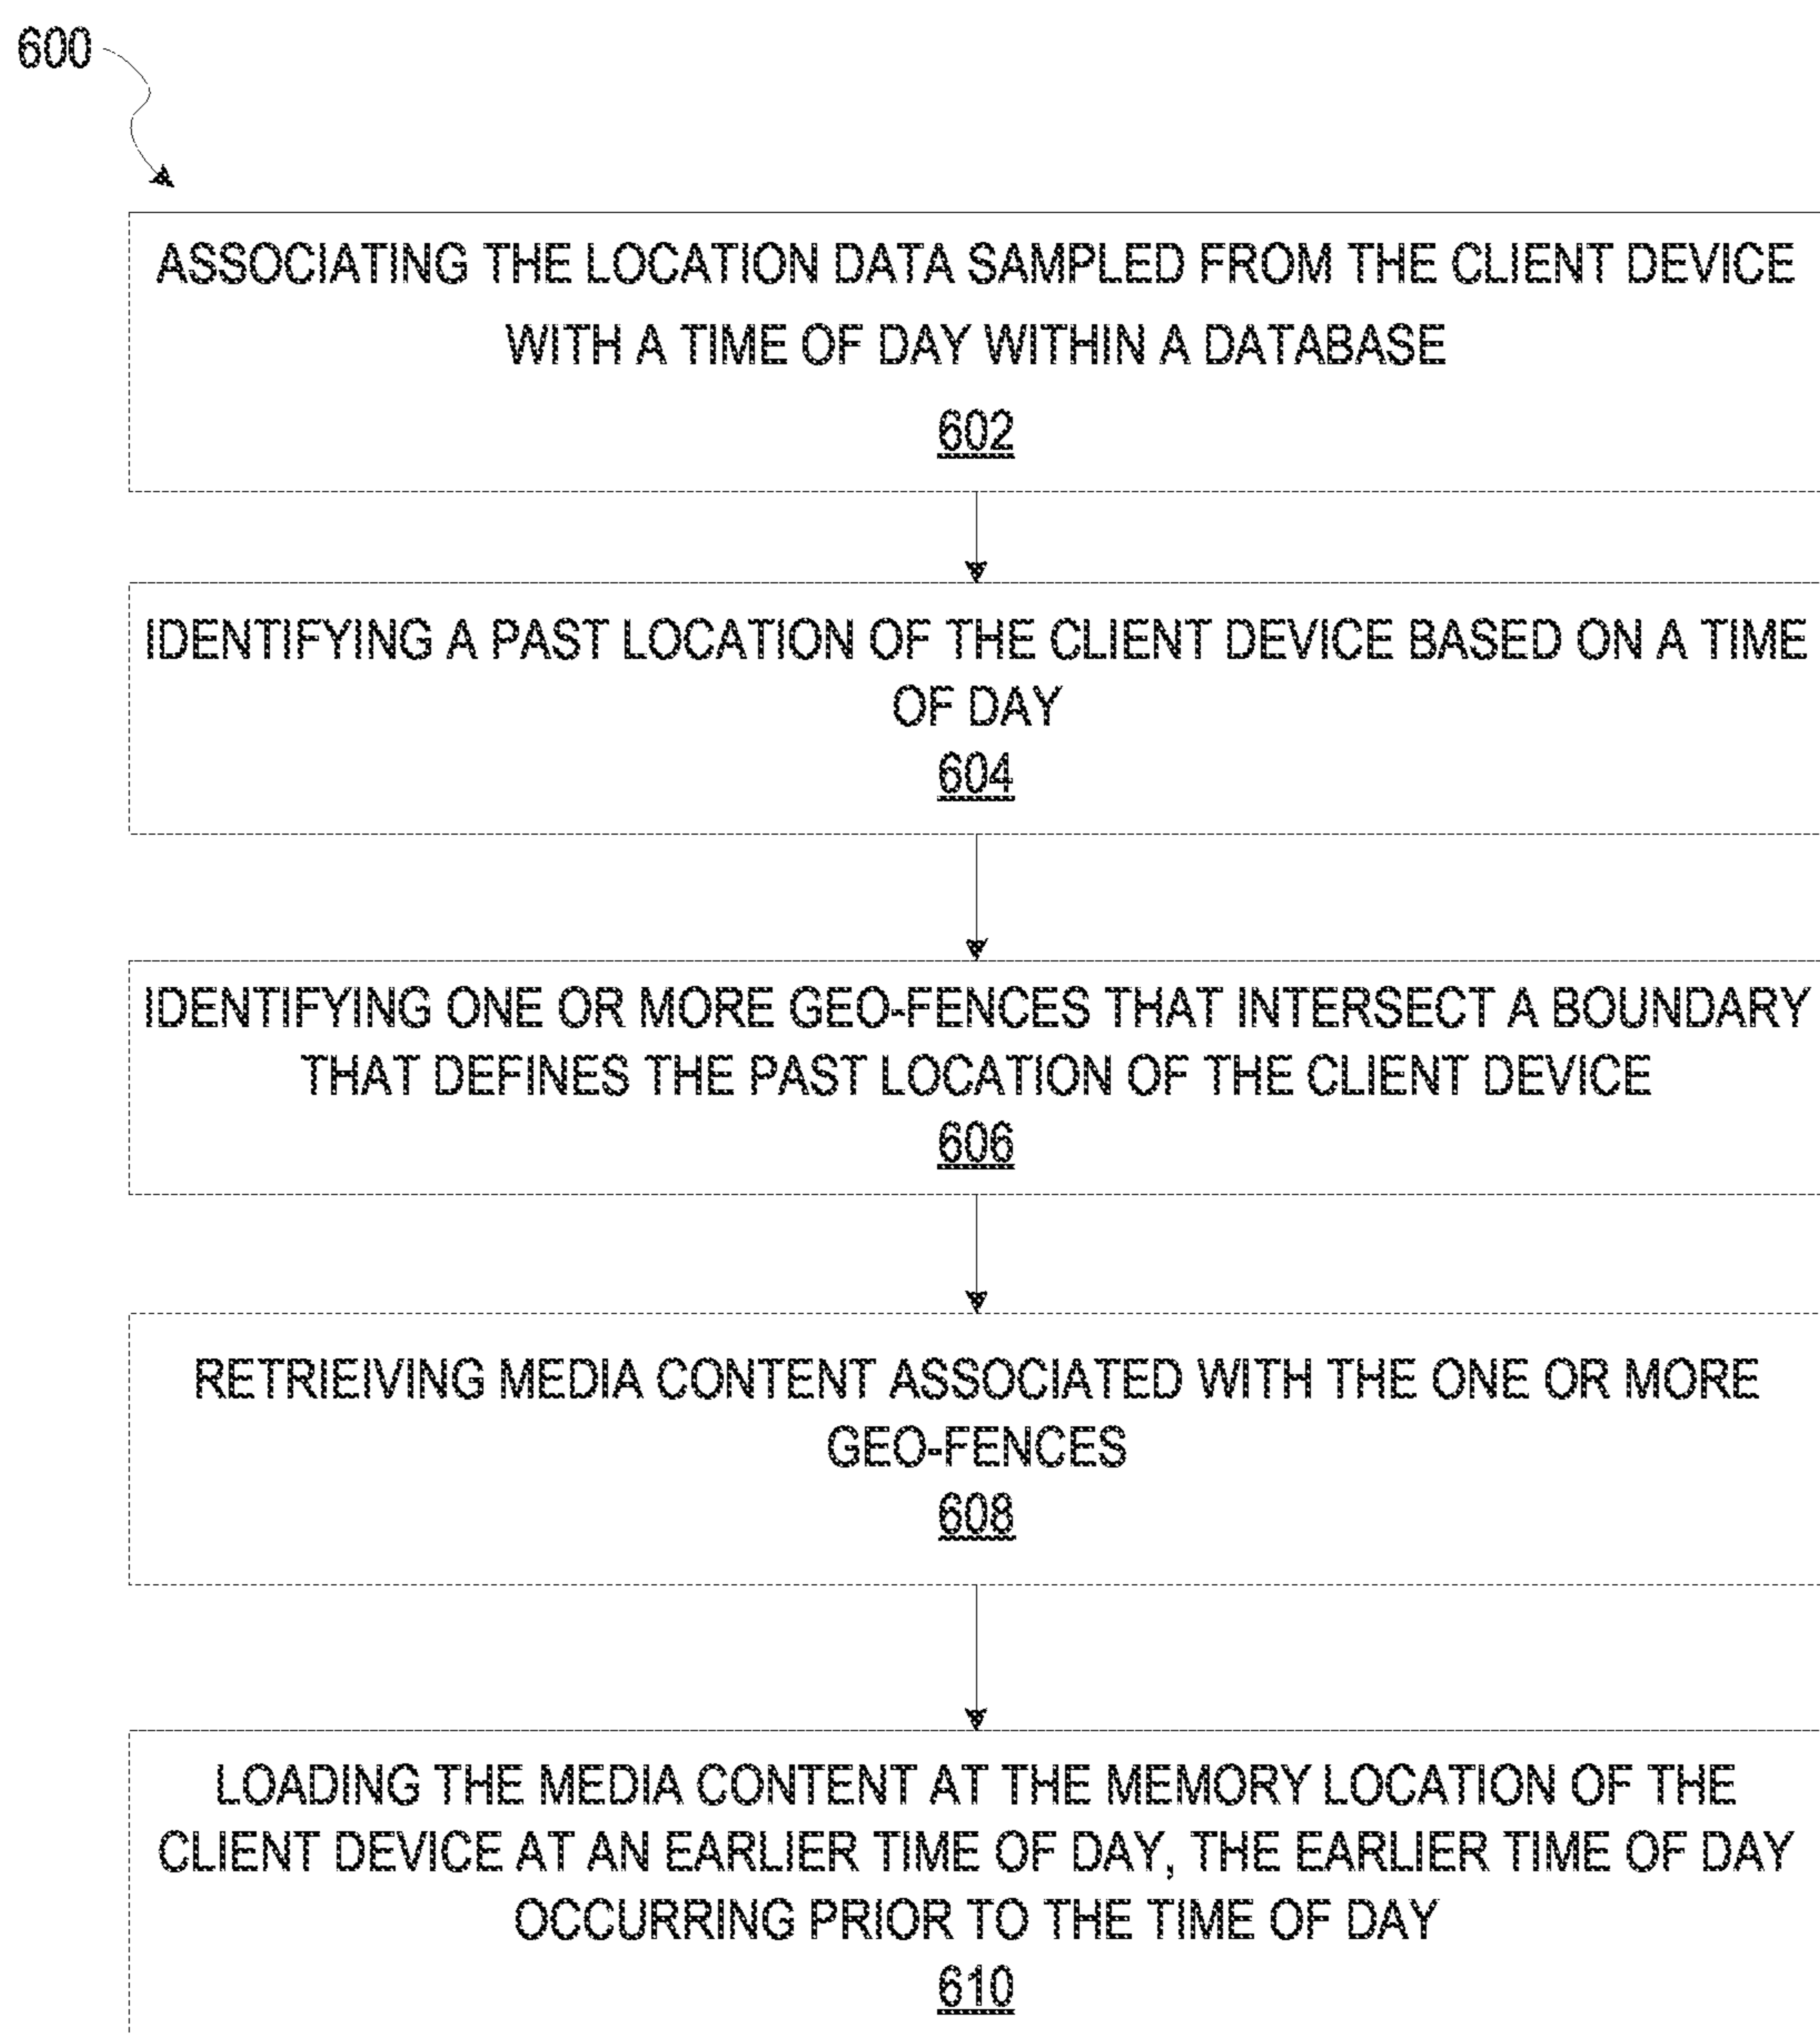 600
ASSOCIATING THE LOCATION DATA SAMPLED FROM THE CLIENT DEVICE
WITH A TIME OF DAY WITHIN A DATABASE
602
IDENTIFYING A PAST LOCATION OF THE CLIENT DEVICE BASED ON A TIME
OF DAY
604
IDENTIFYING ONE OR MORE GEO-FENCES THAT INTERSECT A BOUNDARY
THAT DEFINES THE PAST LOCATION OF THE CLIENT DEVICE
606
RETRIEIVING MEDIA CONTENT ASSOCIATED WITH THE ONE OR MORE
GEO-FENCES
608
LOADING THE MEDIA CONTENT AT THE MEMORY LOCATION OF THE
CLIENT DEVICE AT AN EARLIER TIME OF DAY, THE EARLIER TIME OF DAY
OCCURRING PRIOR TO THE TIME OF DAY
610